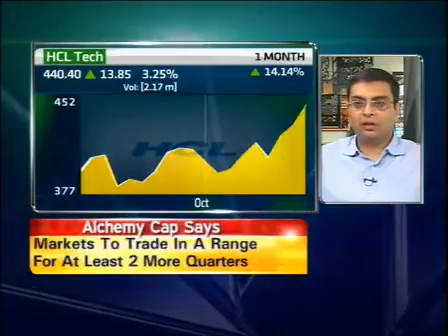 HCL Tech
1 MONTH
440.40 13.85 3.25%
14.14%
Vol: [2.17 m]
452
HCL
377
Oct
Alchemy Cap Says
Markets To Trade In A Range
For At Least 2 More Quarters